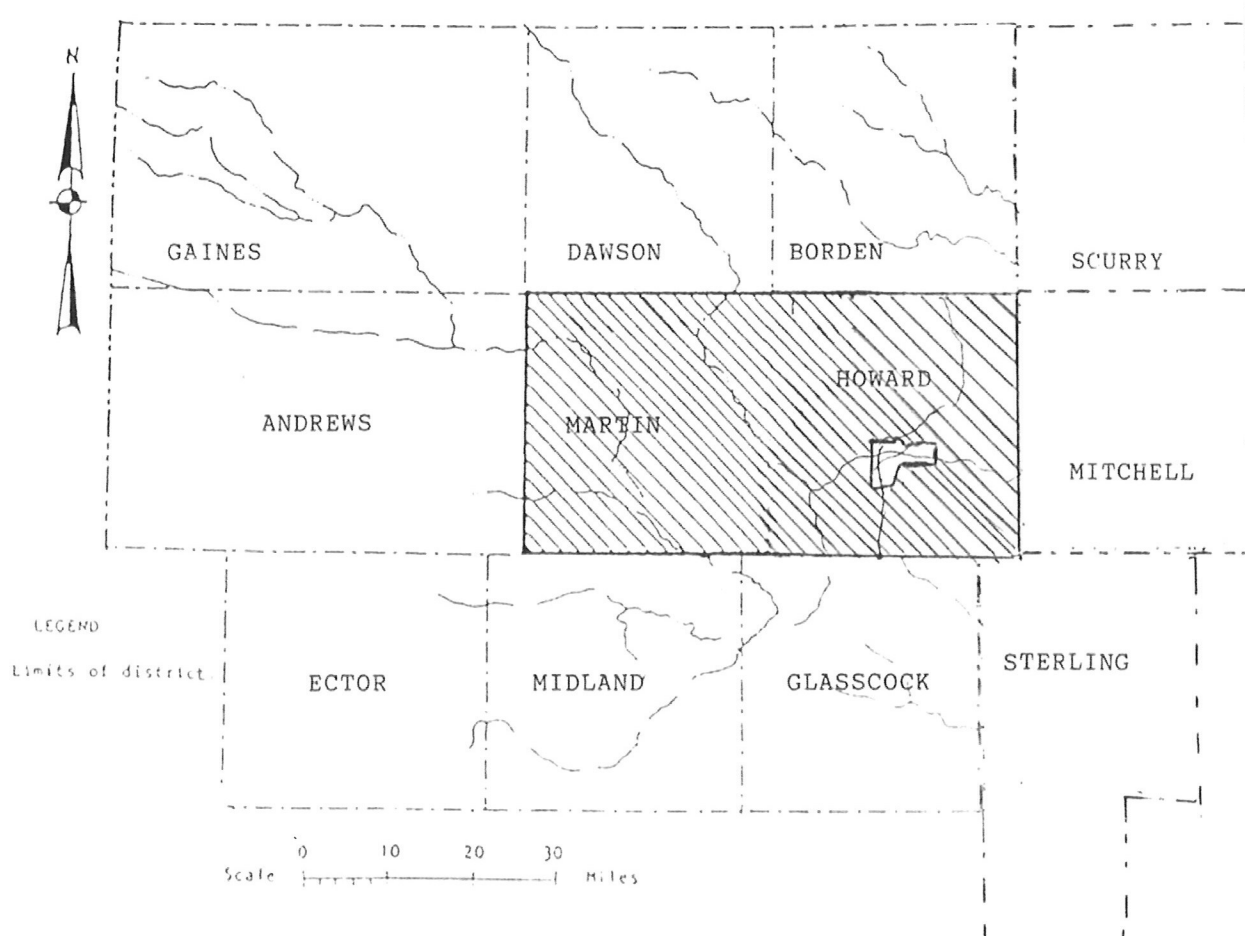 N
GAINES
DAWSON
BORDEN
SCURRY
ANDREWS
MARTIN
HOWARD
MITCHELL
LEGEND
Limits of district.
ECTOR
MIDLAND
GLASSCOCK
STERLING
0 10 20 30
Scale Miles